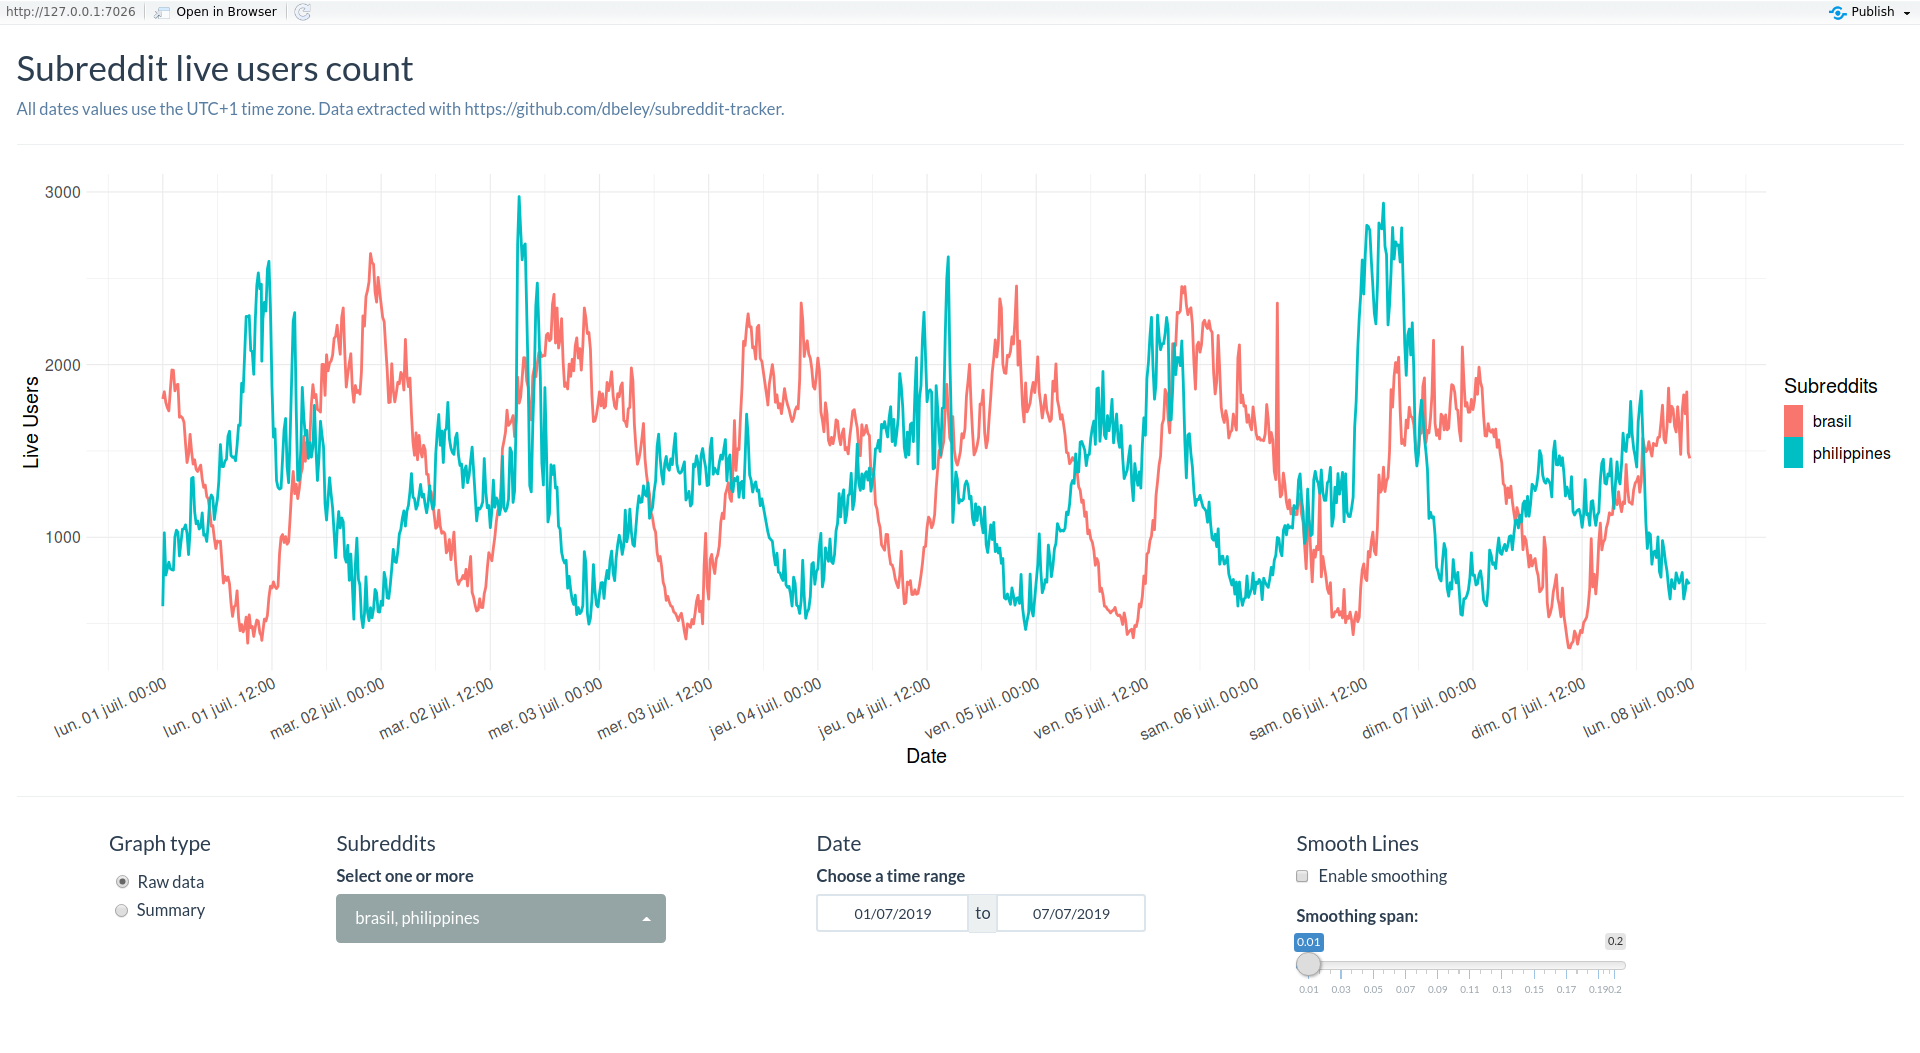 http://127.0.0.1:7026 Open in Browser Publish
Subreddit live users count
All dates values use the UTC+1 time zone. Data extracted with https://github.com/dbeley/subreddit-tracker.
3000
2000
1000
Live Users
lun. 01 juil. 00:00
lun. 01 juil. 12:00
mar. 02 juil. 00:00
mar. 02 juil. 12:00
mer. 03 juil. 00:00
mer. 03 juil. 12:00
jeu. 04 juil. 00:00
jeu. 04 juil. 12:00
ven. 05 juil. 00:00
ven. 05 juil. 12:00
sam. 06 juil. 00:00
sam. 06 juil. 12:00
dim. 07 juil. 00:00
dim. 07 juil. 12:00
lun. 08 juil. 00:00
Date
Subreddits
brasil
philippines
Graph type
Raw data
Summary
Subreddits
Select one or more
brasil, philippines
Date
Choose a time range
01/07/2019 to 07/07/2019
Smooth Lines
Enable smoothing
Smoothing span:
0.01 0.2
0.01 0.03 0.05 0.07 0.09 0.11 0.13 0.15 0.17 0.190.2